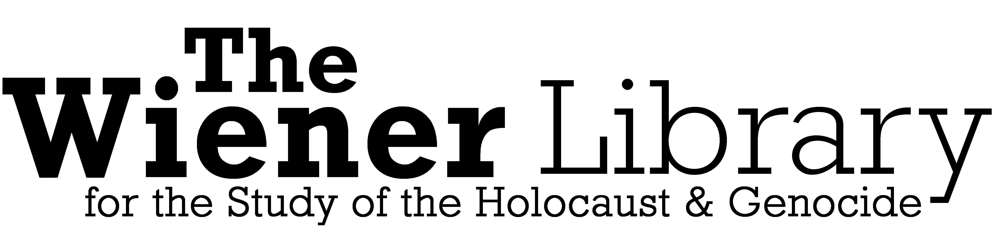 The
Wiener Library
for the Study of the Holocaust & Genocide